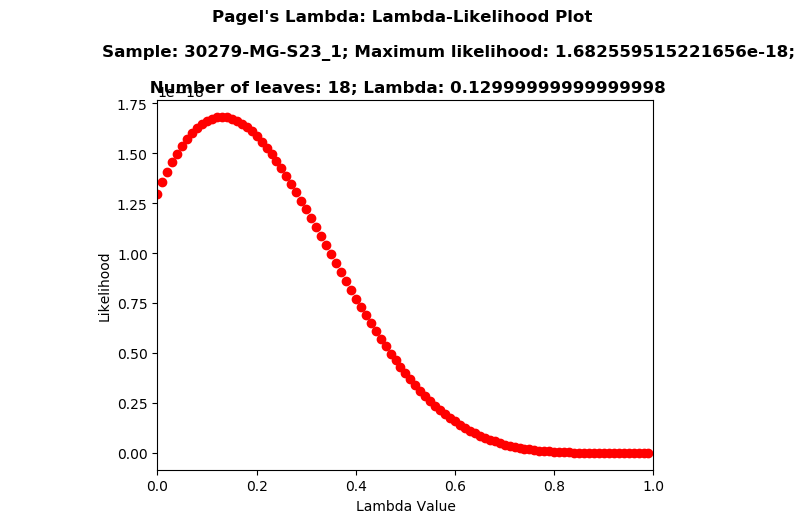 Pagel's Lambda: Lambda-Likelihood Plot
Sample: 30279-MG-S23_1; Maximum likelihood: 1.682559515221656e-18;
Number of leaves: 18; Lambda: 0.12999999999999998
1e−18
1.75
1.50
1.25
1.00
0.75
0.50
0.25
0.00
Likelihood
0.0 0.2 0.4 0.6 0.8 1.0
Lambda Value